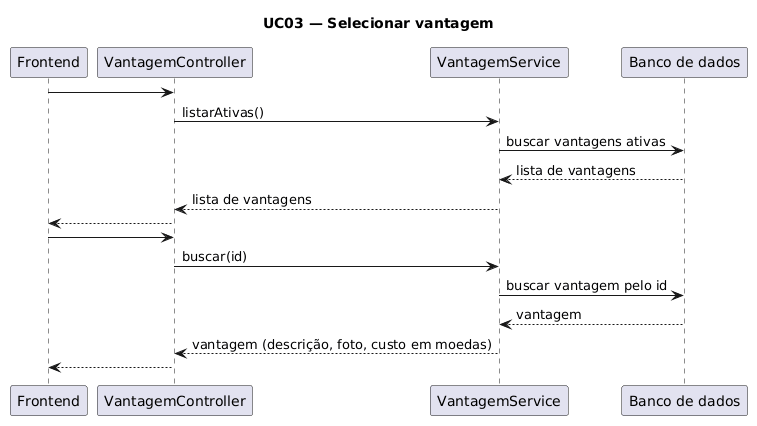 UC03 — Selecionar vantagem
Frontend
VantagemController
VantagemService
Banco de dados
listarAtivas()
buscar vantagens ativas
lista de vantagens
lista de vantagens
buscar(id)
buscar vantagem pelo id
vantagem
vantagem (descrição, foto, custo em moedas)
Frontend
VantagemController
VantagemService
Banco de dados